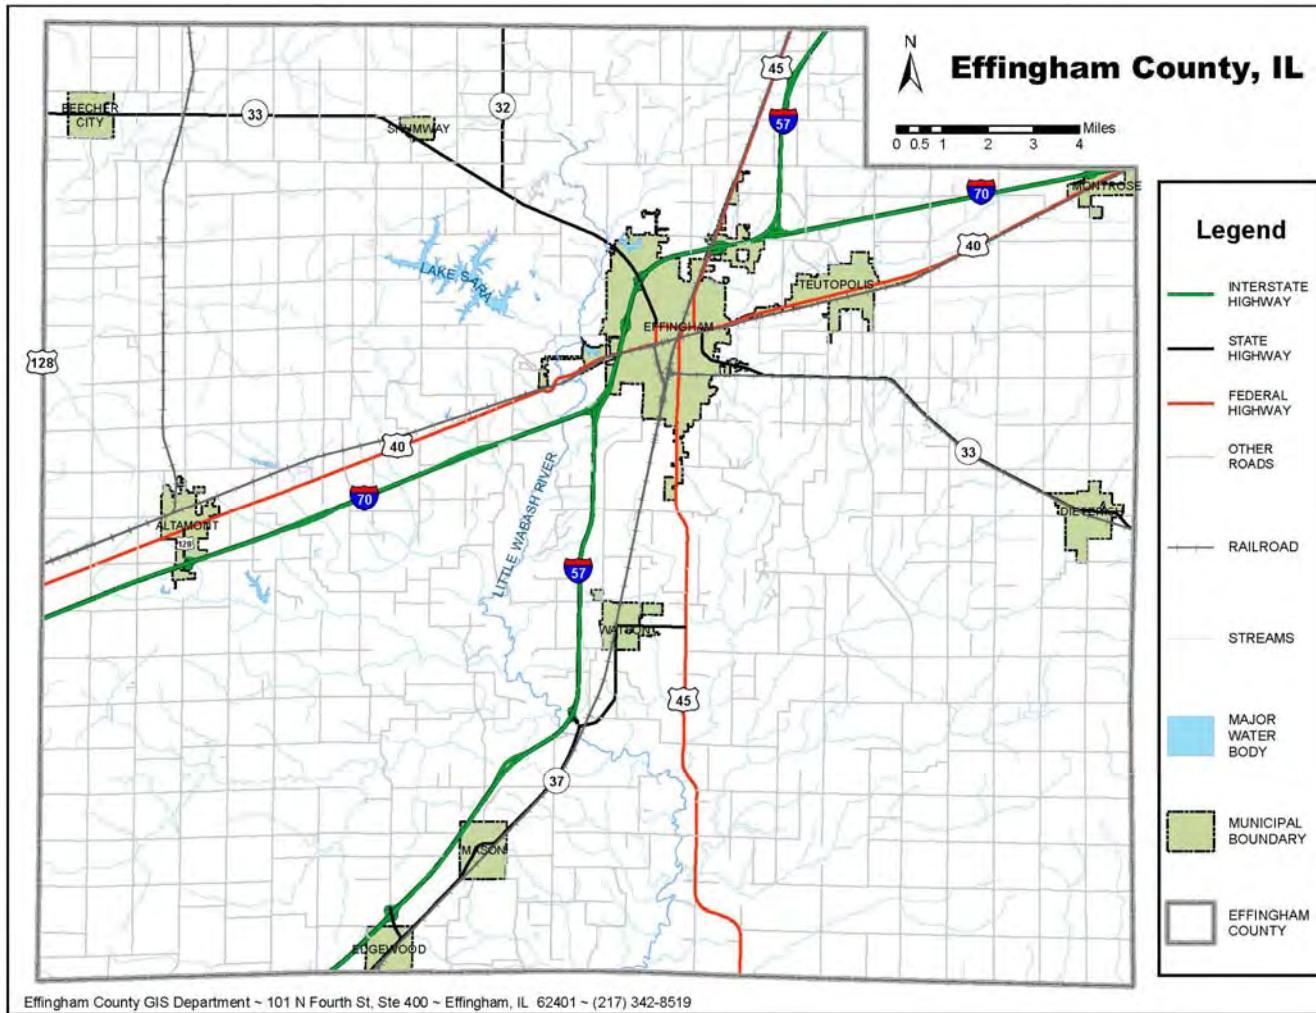 Effingham County, IL
N
Miles
0 0.5 1 2 3 4
45
57
BEECHER
CITY
33
32
SHUMWAY
70
MONTROSE
40
LAKE SARA
TEUTOPOLIS
EFFINGHAM
128
40
33
70
LITTLE WABASH RIVER
ALTAMONT
128
DIETERICH
57
WATSON
45
37
MASON
EDGEWOOD
Legend
INTERSTATE
HIGHWAY
STATE
HIGHWAY
FEDERAL
HIGHWAY
OTHER
ROADS
RAILROAD
STREAMS
MAJOR
WATER
BODY
MUNICIPAL
BOUNDARY
EFFINGHAM
COUNTY
Effingham County GIS Department ~ 101 N Fourth St, Ste 400 ~ Effingham, IL 62401 ~ (217) 342-8519